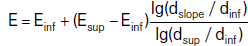 E = E_inf + (E_sup − E_inf) lg(d_slope / d_inf) / lg(d_sup / d_inf)